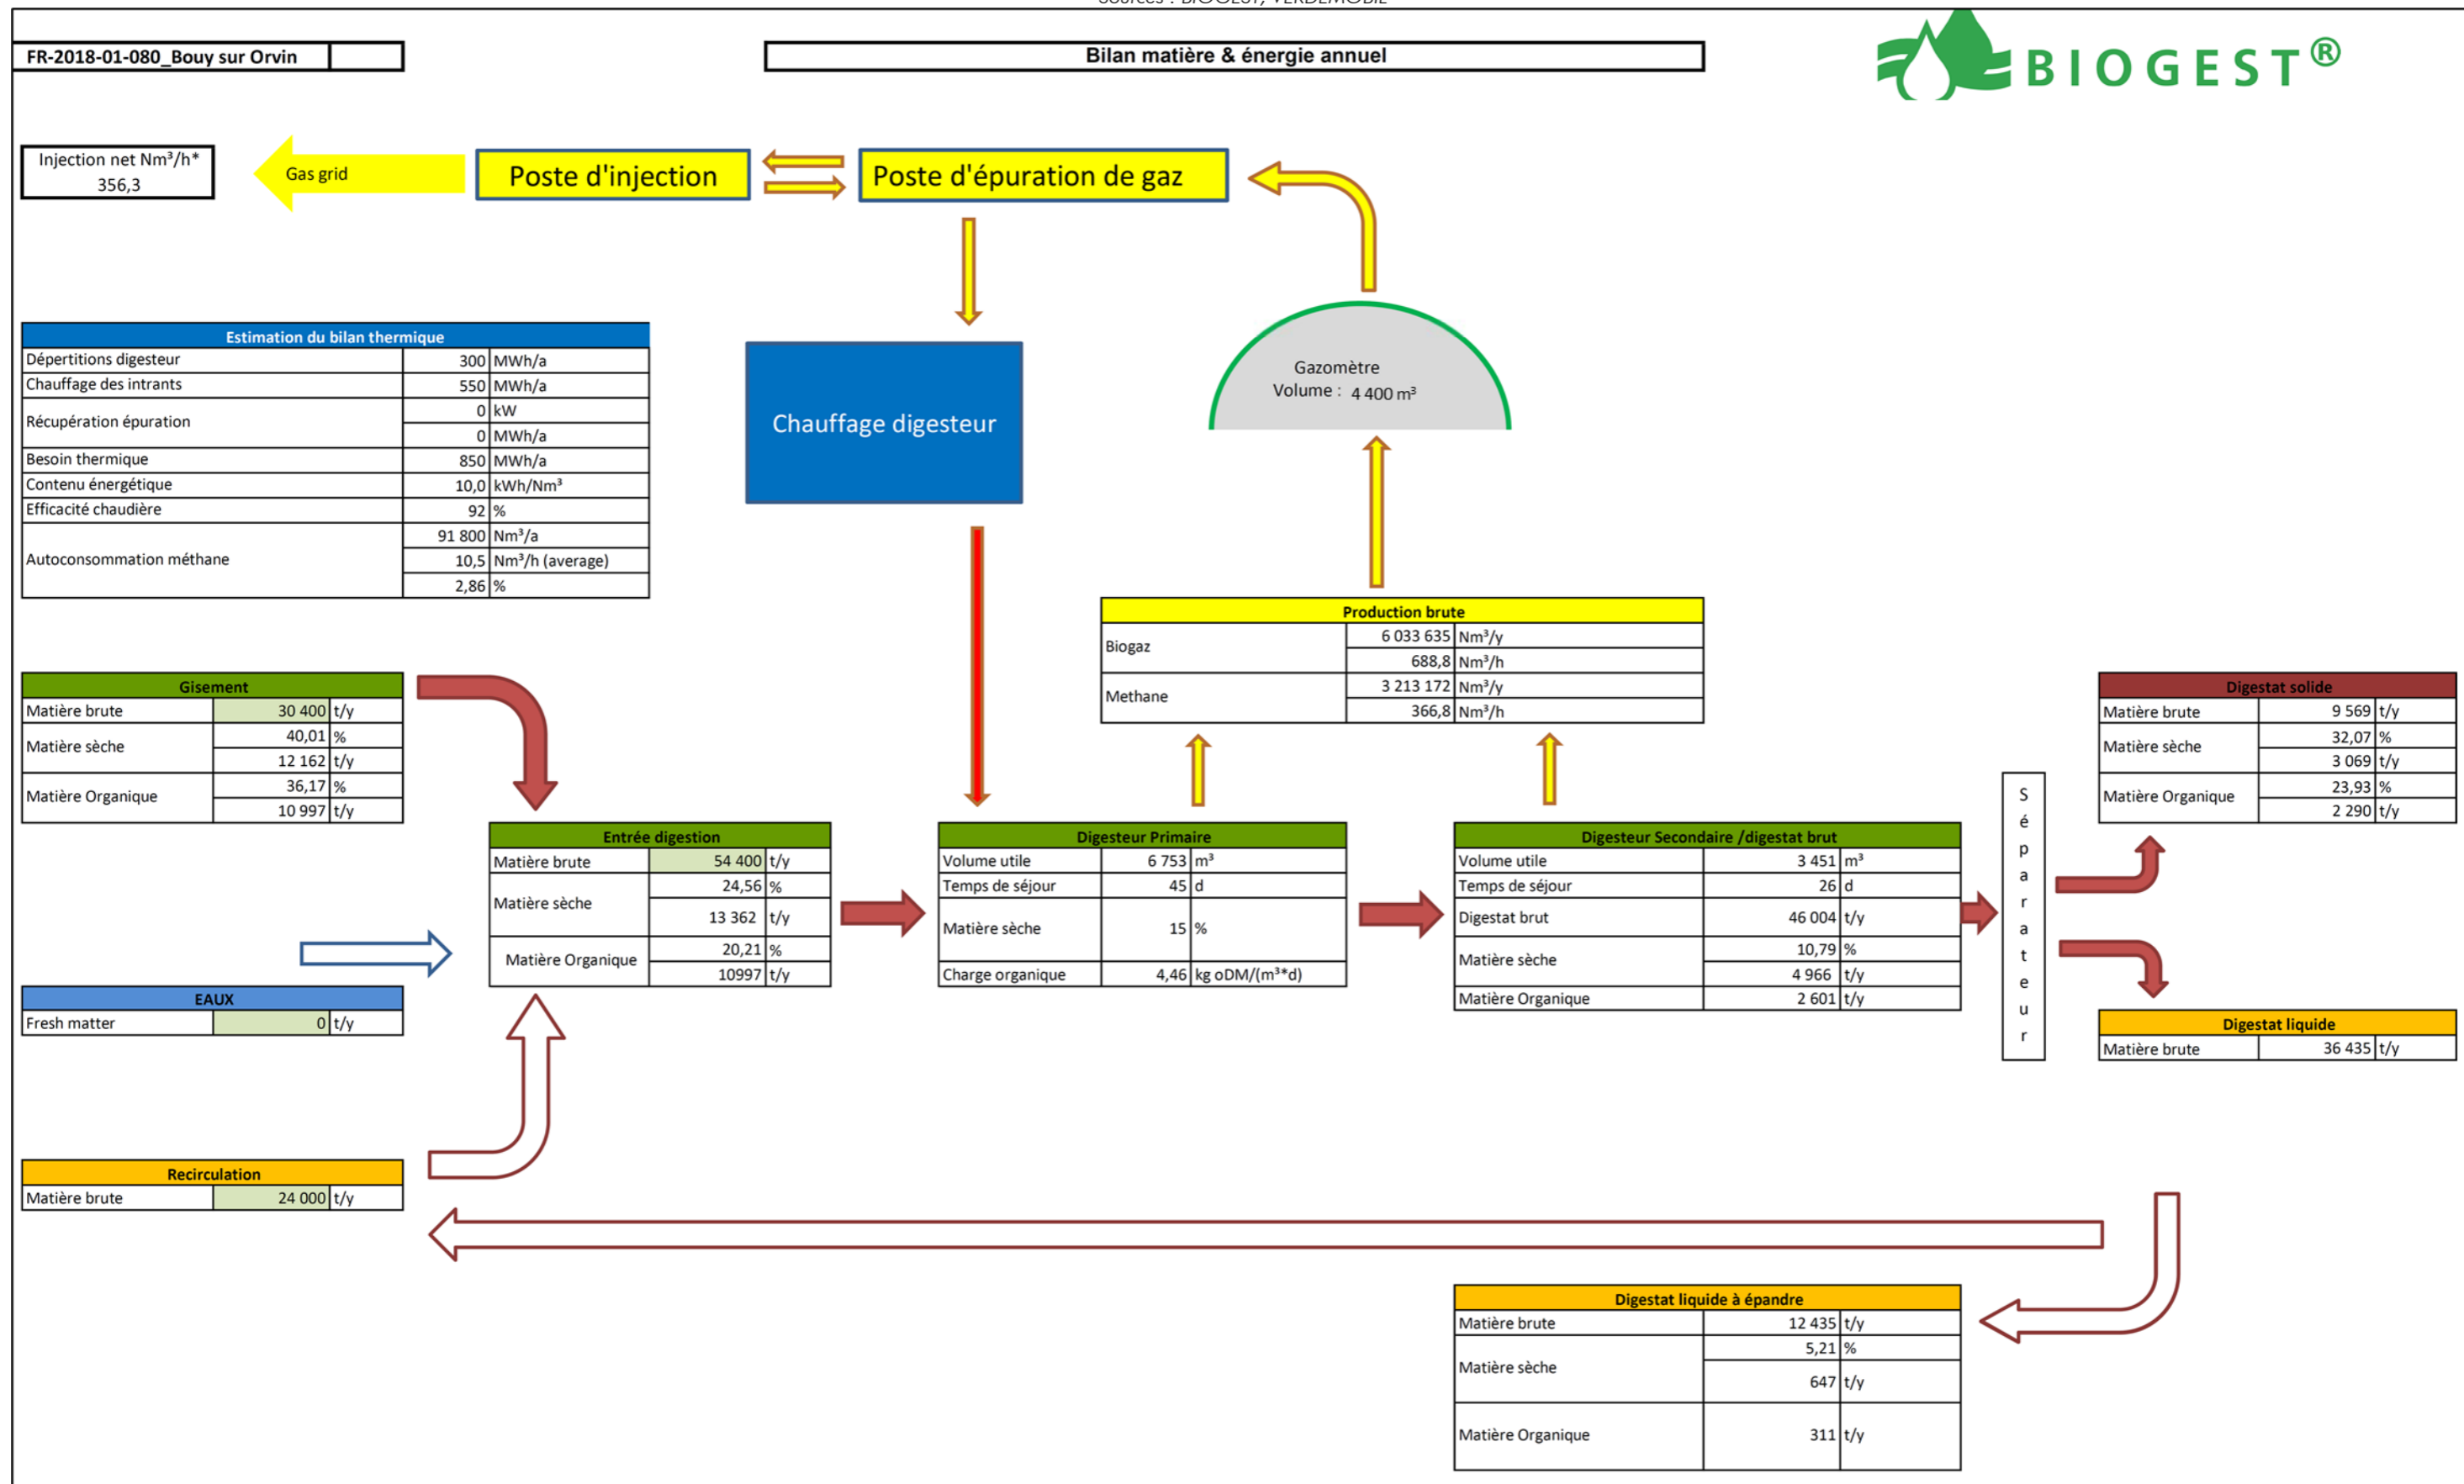 Sources : BIOGEST, VERDEMOBIL
FR-2018-01-080_Bouy sur Orvin
Bilan matière & énergie annuel
BIOGEST®
Injection net Nm³/h*
356,3
Gas grid
Poste d'injection
Poste d'épuration de gaz
Estimation du bilan thermique
Dépertitions digesteur 300 MWh/a
Chauffage des intrants 550 MWh/a
Récupération épuration 0 kW
0 MWh/a
Besoin thermique 850 MWh/a
Contenu énergétique 10,0 kWh/Nm³
Efficacité chaudière 92 %
Autoconsommation méthane 91 800 Nm³/a
10,5 Nm³/h (average)
2,86 %
Chauffage digesteur
Gazomètre
Volume : 4 400 m³
Production brute
Biogaz 6 033 635 Nm³/y
688,8 Nm³/h
Methane 3 213 172 Nm³/y
366,8 Nm³/h
Gisement
Matière brute 30 400 t/y
Matière sèche 40,01 %
12 162 t/y
Matière Organique 36,17 %
10 997 t/y
Entrée digestion
Matière brute 54 400 t/y
Matière sèche 24,56 %
13 362 t/y
Matière Organique 20,21 %
10997 t/y
Digesteur Primaire
Volume utile 6 753 m³
Temps de séjour 45 d
Matière sèche 15 %
Charge organique 4,46 kg oDM/(m³*d)
Digesteur Secondaire /digestat brut
Volume utile 3 451 m³
Temps de séjour 26 d
Digestat brut 46 004 t/y
Matière sèche 10,79 %
4 966 t/y
Matière Organique 2 601 t/y
Séparateur
Digestat solide
Matière brute 9 569 t/y
Matière sèche 32,07 %
3 069 t/y
Matière Organique 23,93 %
2 290 t/y
Digestat liquide
Matière brute 36 435 t/y
EAUX
Fresh matter 0 t/y
Recirculation
Matière brute 24 000 t/y
Digestat liquide à épandre
Matière brute 12 435 t/y
Matière sèche 5,21 %
647 t/y
Matière Organique 311 t/y